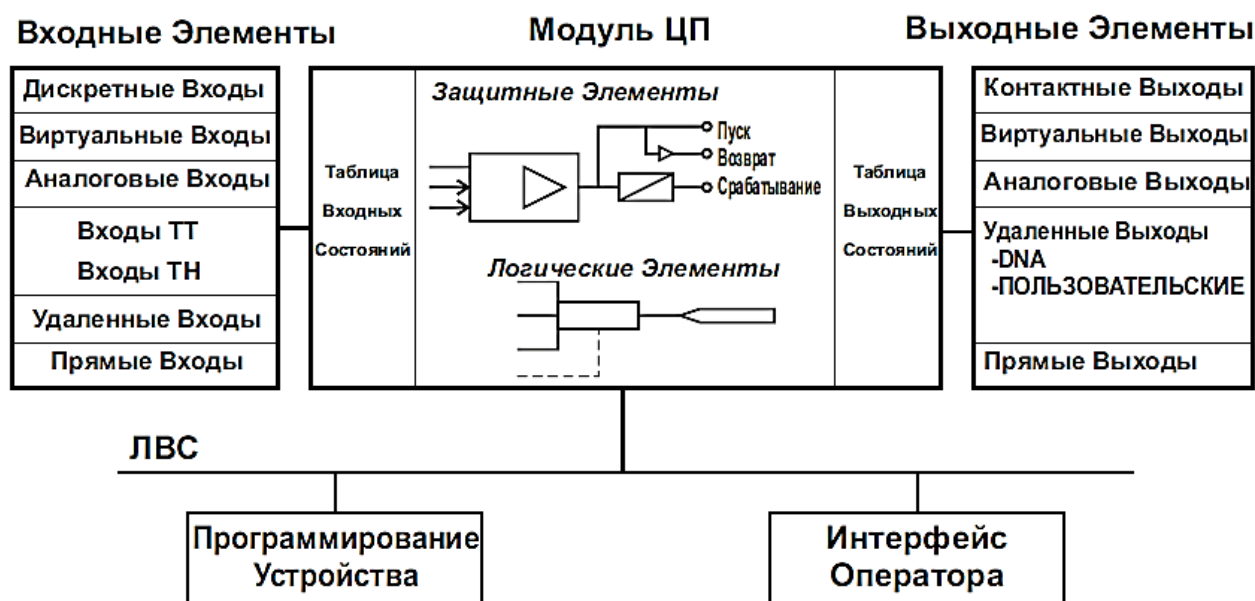 Входные Элементы
Модуль ЦП
Выходные Элементы
Дискретные Входы
Виртуальные Входы
Аналоговые Входы
Входы ТТ
Входы ТН
Удаленные Входы
Прямые Входы
Таблица
Входных
Состояний
Защитные Элементы
Пуск
Возврат
Срабатывание
Логические Элементы
Таблица
Выходных
Состояний
Контактные Выходы
Виртуальные Выходы
Аналоговые Выходы
Удаленные Выходы
-DNA
-ПОЛЬЗОВАТЕЛЬСКИЕ
Прямые Выходы
ЛВС
Программирование
Устройства
Интерфейс
Оператора